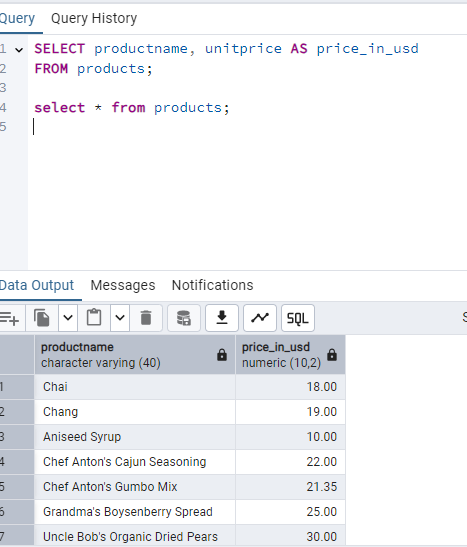 Query Query History
1 SELECT productname, unitprice AS price_in_usd
2 FROM products;
3
4 select * from products;
5
Data Output Messages Notifications
SQL S
productname price_in_usd
character varying (40) numeric (10,2)
1 Chai 18.00
2 Chang 19.00
3 Aniseed Syrup 10.00
4 Chef Anton's Cajun Seasoning 22.00
5 Chef Anton's Gumbo Mix 21.35
6 Grandma's Boysenberry Spread 25.00
7 Uncle Bob's Organic Dried Pears 30.00